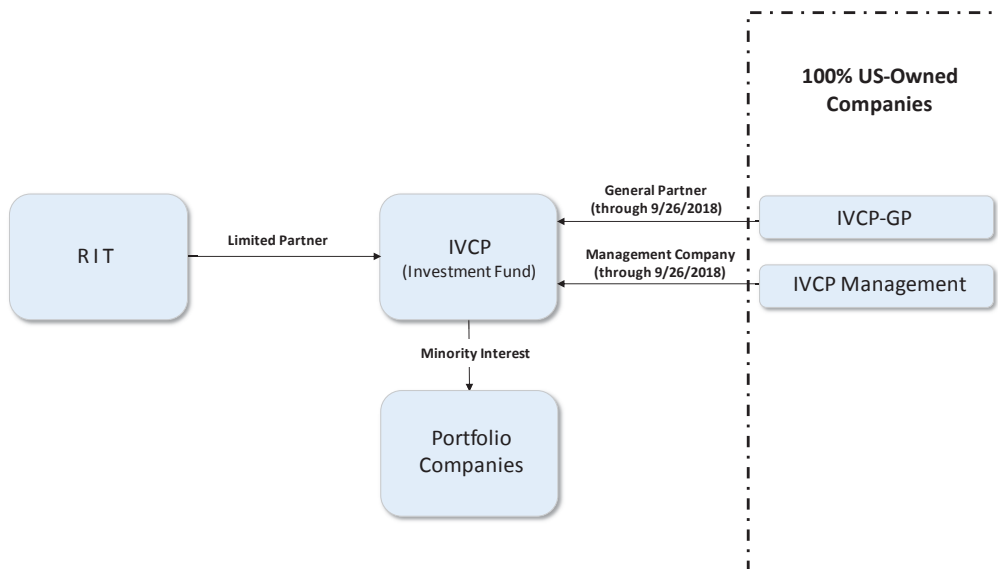 100% US-Owned
Companies
General Partner
(through 9/26/2018)
IVCP-GP
RIT
Limited Partner
IVCP
(Investment Fund)
Management Company
(through 9/26/2018)
IVCP Management
Minority Interest
Portfolio
Companies